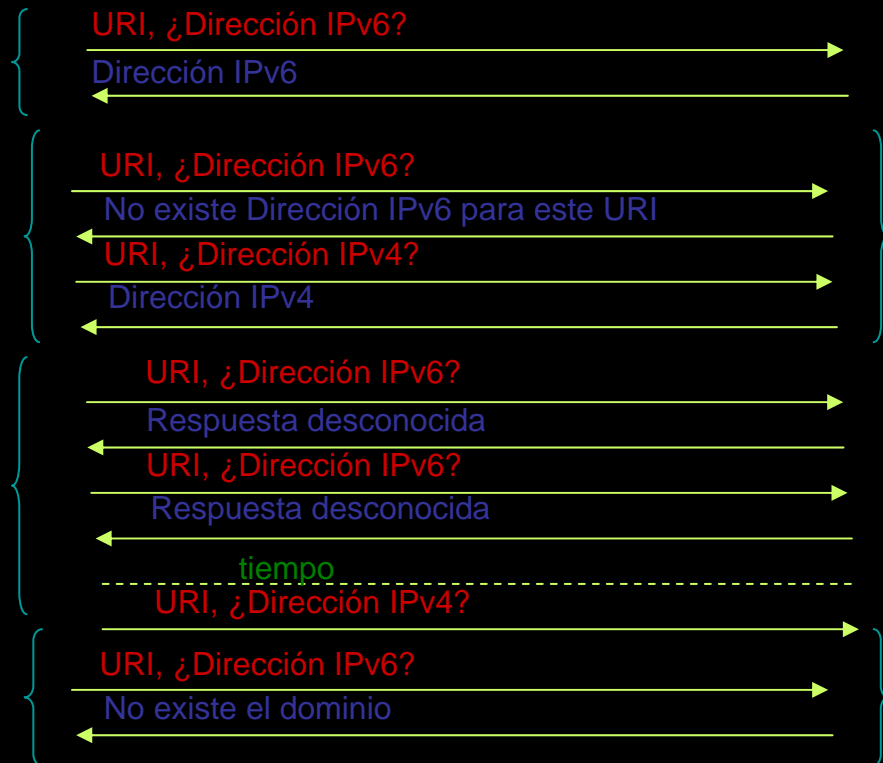 URI, ¿Dirección IPv6?
Dirección IPv6
URI, ¿Dirección IPv6?
No existe Dirección IPv6 para este URI
URI, ¿Dirección IPv4?
Dirección IPv4
URI, ¿Dirección IPv6?
Respuesta desconocida
URI, ¿Dirección IPv6?
Respuesta desconocida
tiempo
URI, ¿Dirección IPv4?
URI, ¿Dirección IPv6?
No existe el dominio